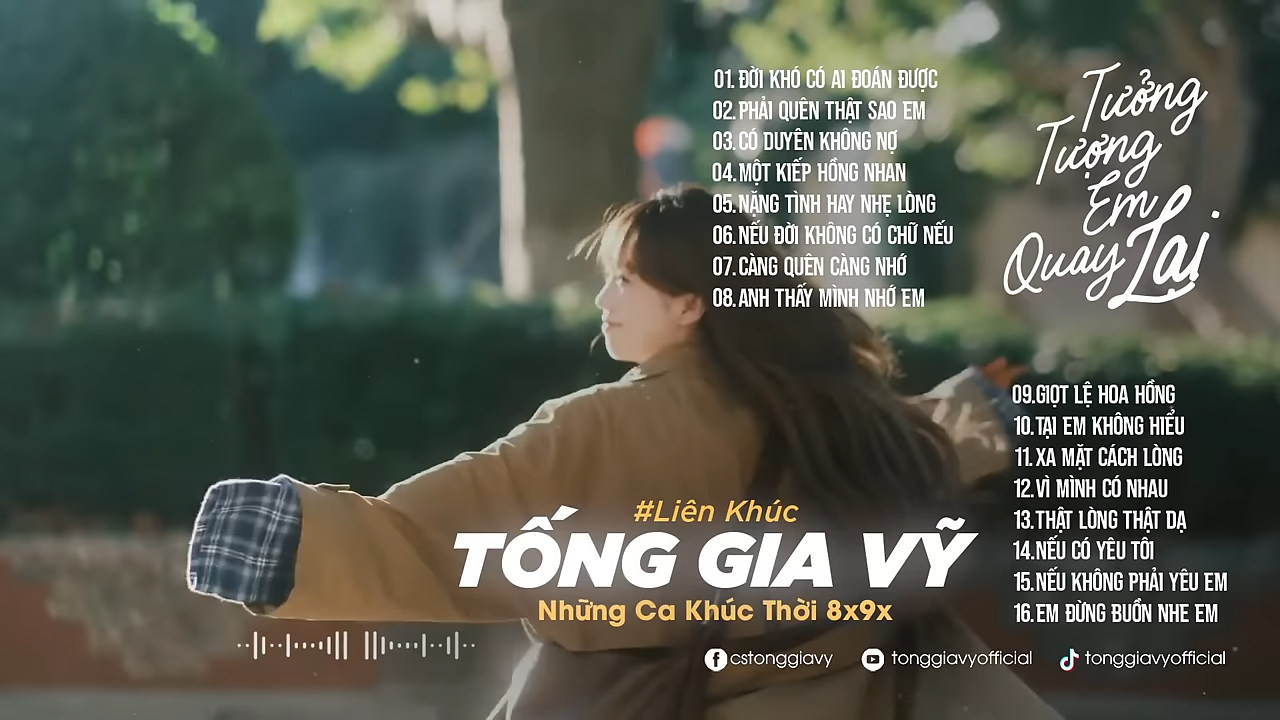 01. ĐỜI KHÓ CÓ AI ĐOÁN ĐƯỢC
02. PHẢI QUÊN THẬT SAO EM
03. CÓ DUYÊN KHÔNG NỢ
04. MỘT KIẾP HỒNG NHAN
05. NẶNG TÌNH HAY NHẸ LÒNG
06. NẾU ĐỜI KHÔNG CÓ CHỮ NẾU
07. CÀNG QUÊN CÀNG NHỚ
08. ANH THẤY MÌNH NHỚ EM
Tưởng
Tượng
Em
Quay Lại
09. GIỌT LỆ HOA HỒNG
10. TẠI EM KHÔNG HIỂU
11. XA MẶT CÁCH LÒNG
12. VÌ MÌNH CÓ NHAU
13. THẬT LÒNG THẬT DẠ
14. NẾU CÓ YÊU TÔI
15. NẾU KHÔNG PHẢI YÊU EM
16. EM ĐỪNG BUỒN NHE EM
#Liên Khúc
TỐNG GIA VỸ
Những Ca Khúc Thời 8x9x
cstonggiavy tonggiavyofficial tonggiavyofficial